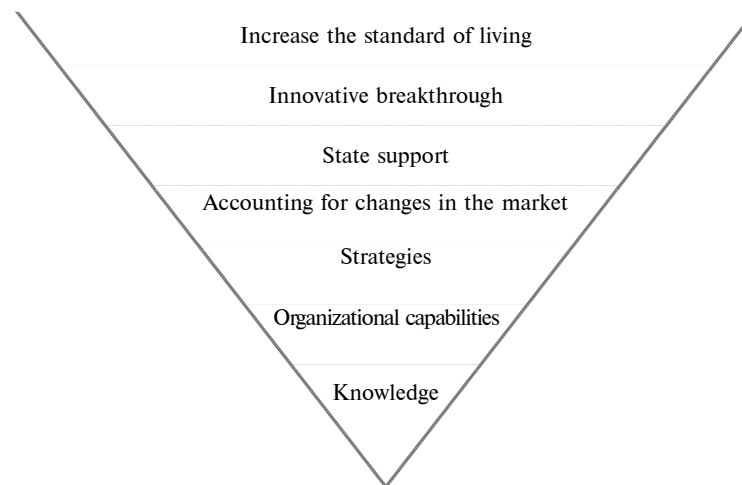 Increase the standard of living
Innovative breakthrough
State support
Accounting for changes in the market
Strategies
Organizational capabilities
Knowledge